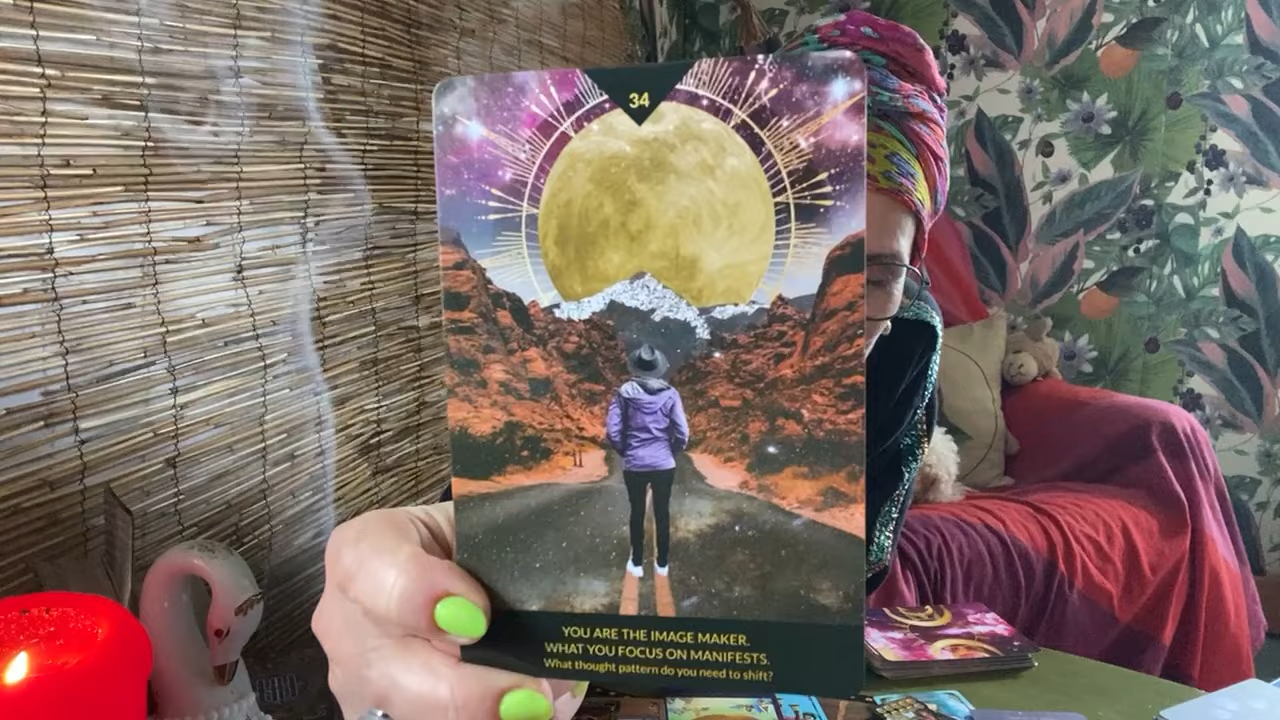 34
YOU ARE THE IMAGE MAKER.
WHAT YOU FOCUS ON MANIFESTS.
What thought pattern do you need to shift?